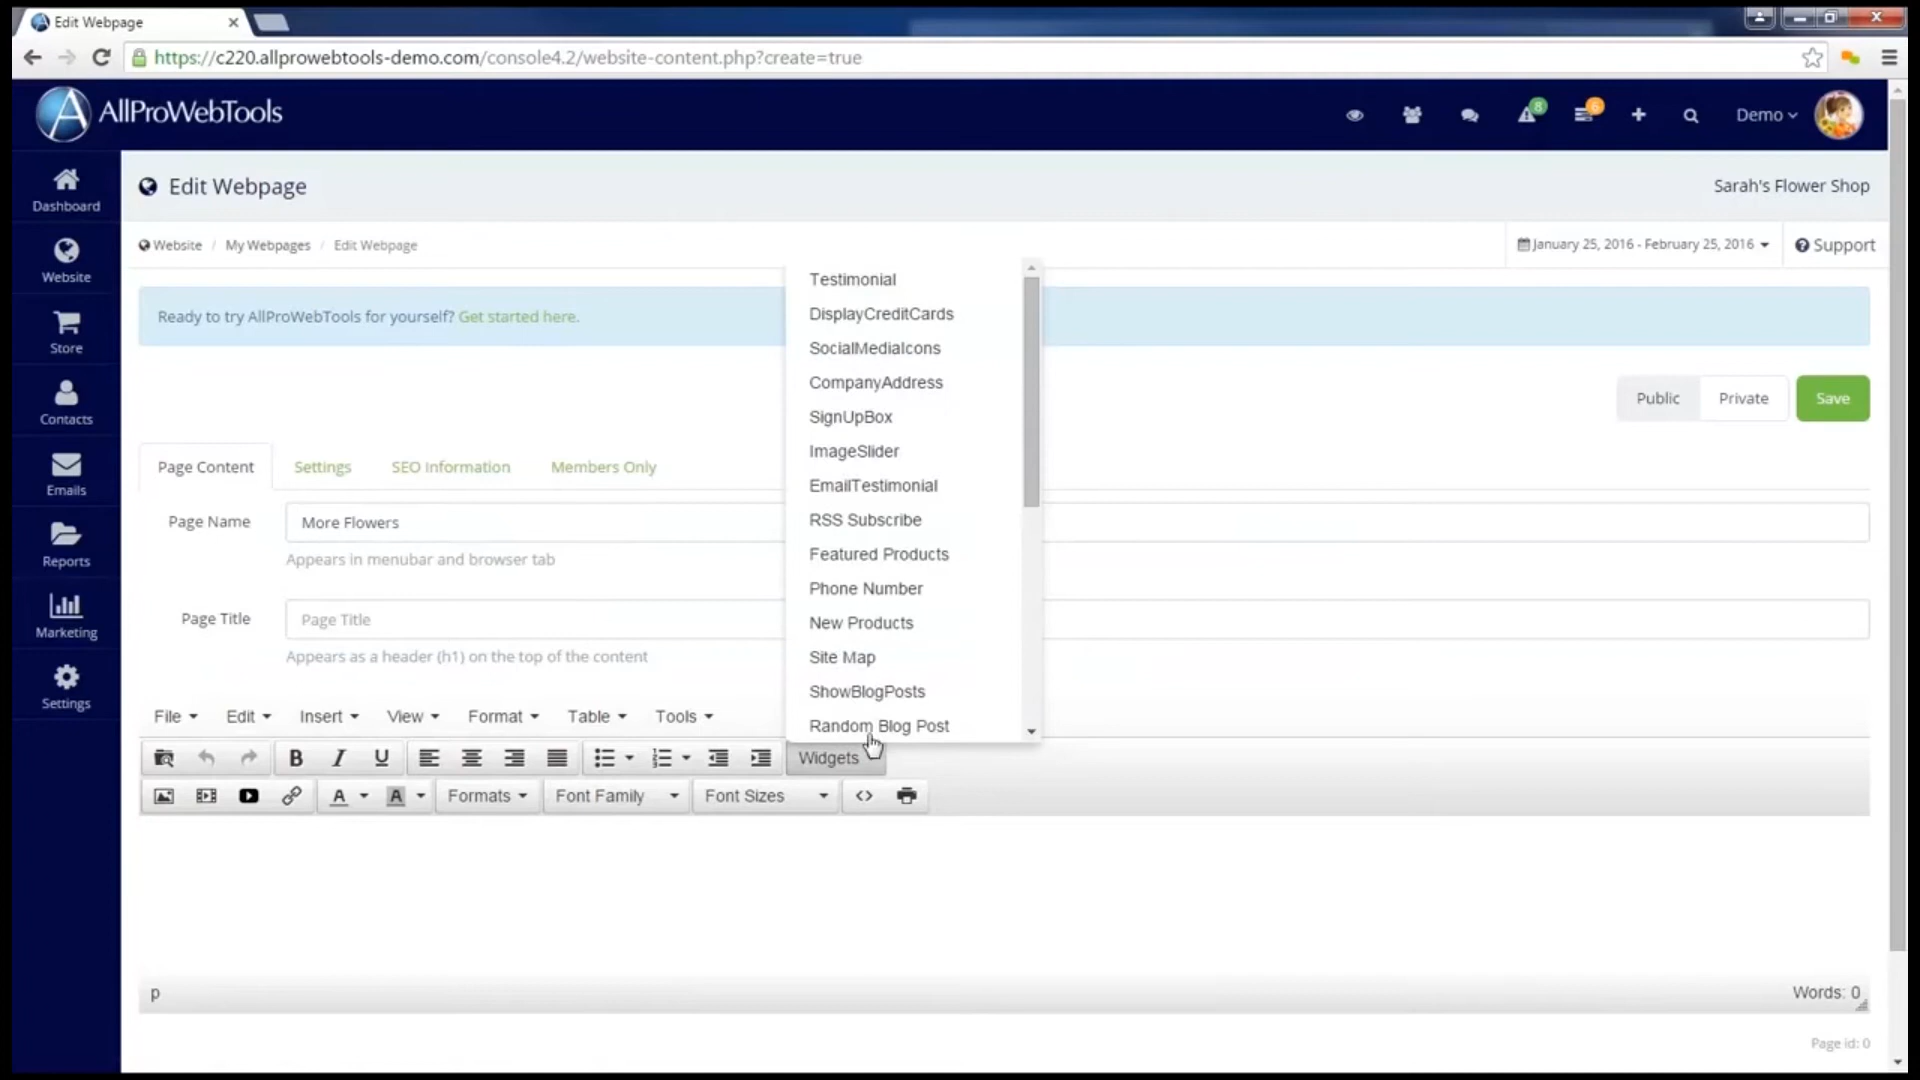 Edit Webpage
https://c220.allprowebtools-demo.com/console4.2/website-content.php?create=true
AllProWebTools
8
6
Demo
Edit Webpage
Sarah's Flower Shop
Website / My Webpages / Edit Webpage
January 25, 2016 - February 25, 2016
Support
Ready to try AllProWebTools for yourself? Get started here.
Dashboard
Website
Store
Contacts
Emails
Reports
Marketing
Settings
Public
Private
Save
Page Content
Settings
SEO Information
Members Only
Page Name
More Flowers
Appears in menubar and browser tab
Page Title
Page Title
Appears as a header (h1) on the top of the content
Testimonial
DisplayCreditCards
SocialMediaIcons
CompanyAddress
SignUpBox
ImageSlider
EmailTestimonial
RSS Subscribe
Featured Products
Phone Number
New Products
Site Map
ShowBlogPosts
Random Blog Post
File Edit Insert View Format Table Tools
B I U
Widgets
A A Formats Font Family Font Sizes
p
Words: 0
Page id: 0